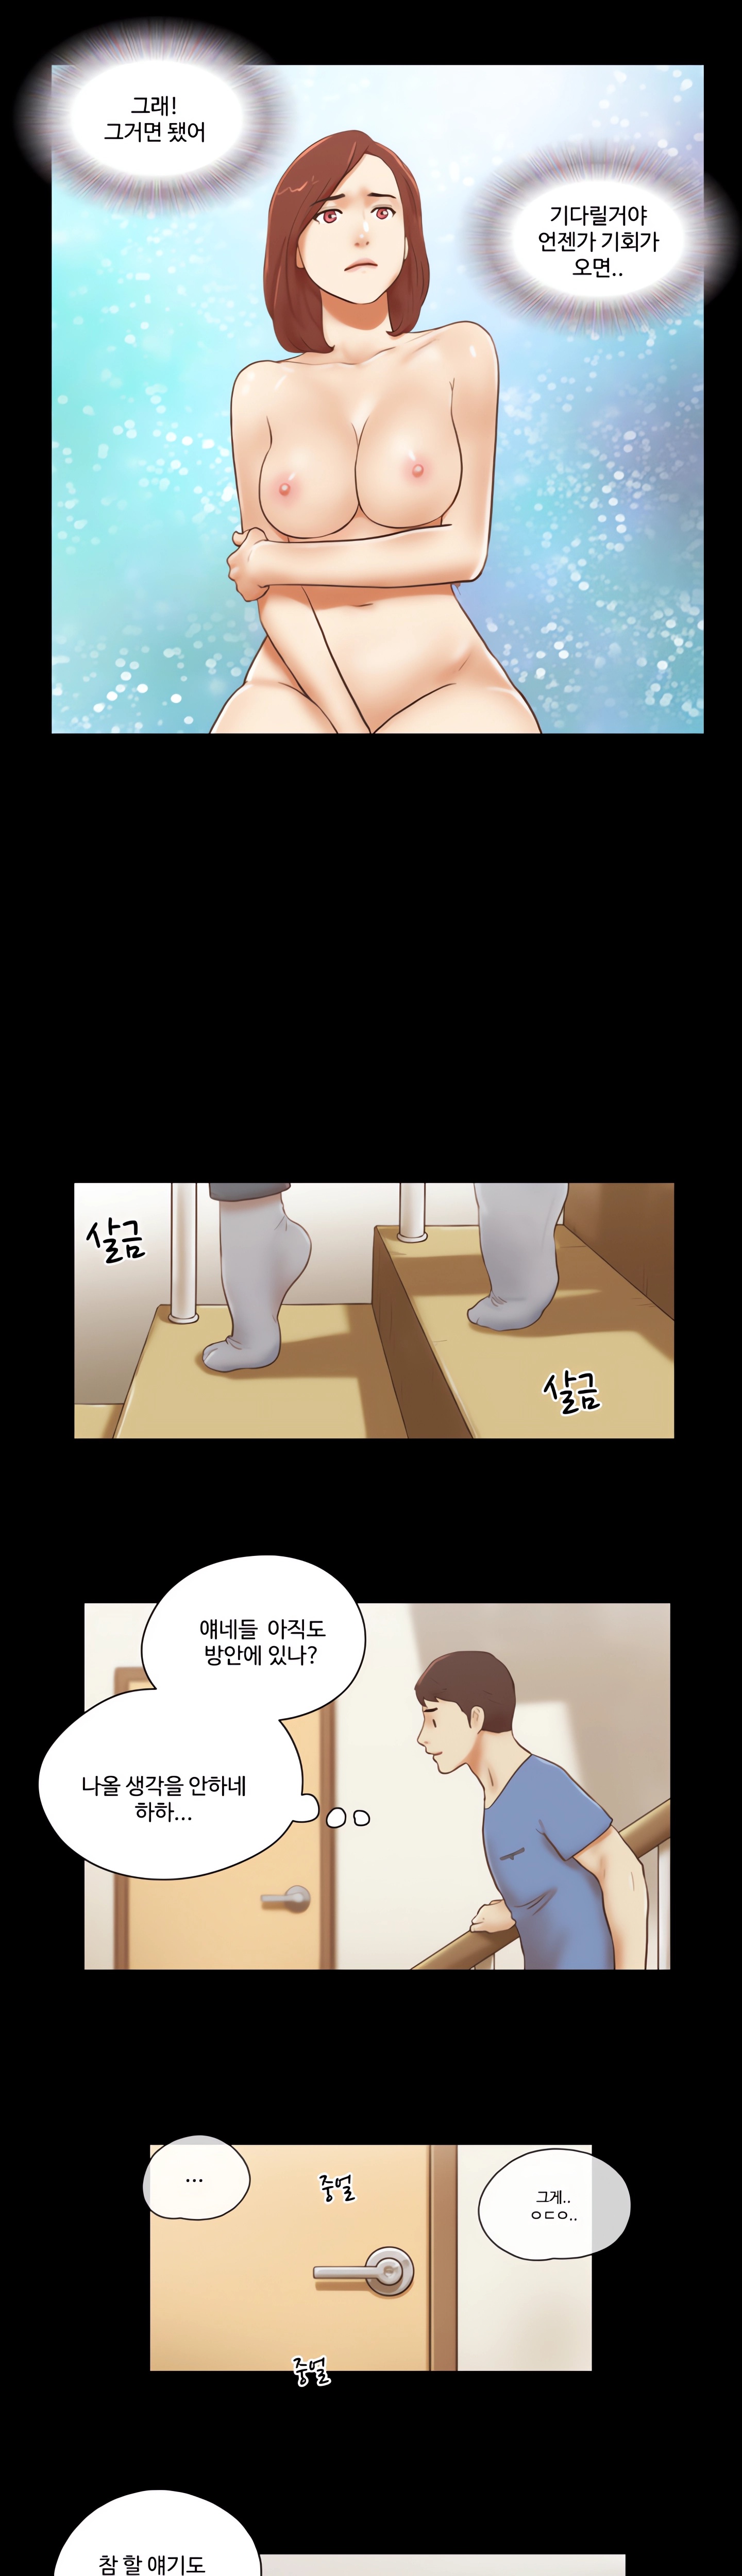 그래!
그거면 됐어
기다릴거야
언젠가 기회가
오면..
살금
살금
얘네들 아직도
방안에 있나?
나올 생각을 안하네
하하...
...
중얼
그게..
ㅇㄷㅇ..
중얼
참 할 얘기도